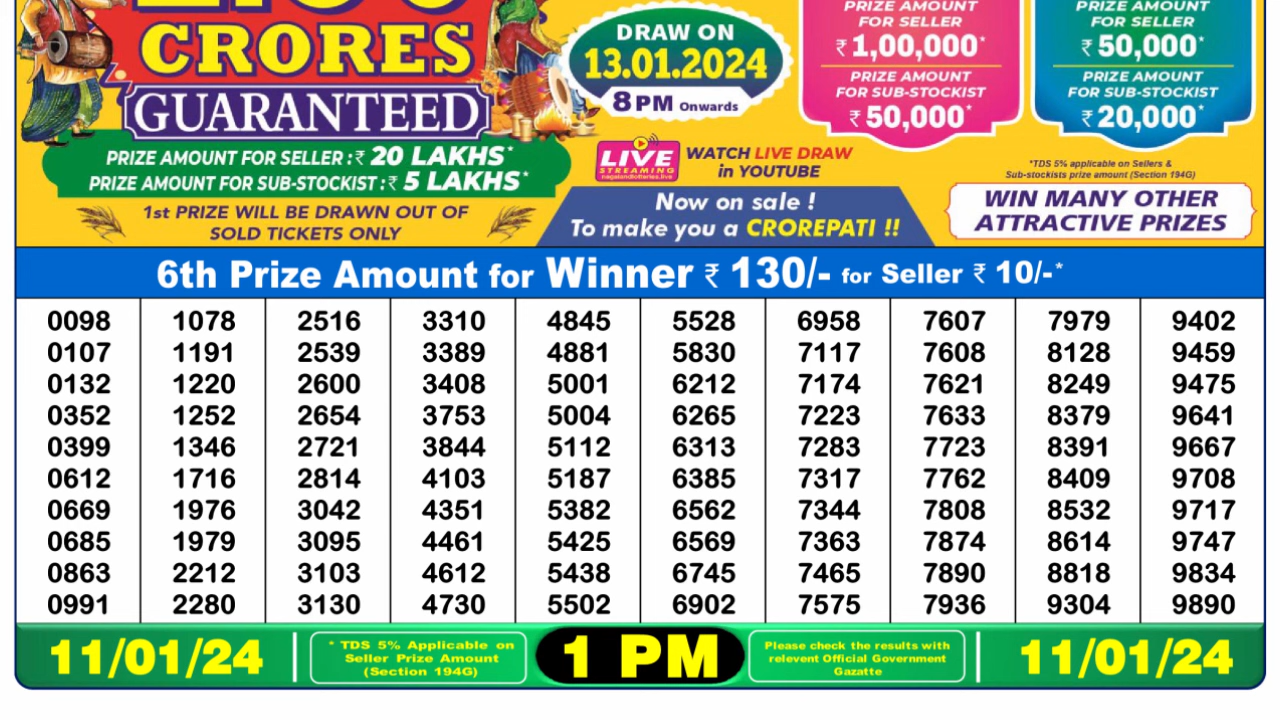 CRORES
GUARANTEED
PRIZE AMOUNT FOR SELLER : ₹ 20 LAKHS*
PRIZE AMOUNT FOR SUB-STOCKIST : ₹ 5 LAKHS*
1st PRIZE WILL BE DRAWN OUT OF
SOLD TICKETS ONLY
DRAW ON
13.01.2024
8 PM Onwards
LIVE
STREAMING
nagalandlotteries.live
WATCH LIVE DRAW
in YOUTUBE
Now on sale !
To make you a CROREPATI !!
PRIZE AMOUNT
FOR SELLER
₹ 1,00,000*
PRIZE AMOUNT
FOR SUB-STOCKIST
₹ 50,000*
PRIZE AMOUNT
FOR SELLER
₹ 50,000*
PRIZE AMOUNT
FOR SUB-STOCKIST
₹ 20,000*
*TDS 5% applicable on Sellers &
Sub-stockists prize amount (Section 194G)
WIN MANY OTHER
ATTRACTIVE PRIZES
6th Prize Amount for Winner ₹ 130/- for Seller ₹ 10/-*
0098 1078 2516 3310 4845 5528 6958 7607 7979 9402
0107 1191 2539 3389 4881 5830 7117 7608 8128 9459
0132 1220 2600 3408 5001 6212 7174 7621 8249 9475
0352 1252 2654 3753 5004 6265 7223 7633 8379 9641
0399 1346 2721 3844 5112 6313 7283 7723 8391 9667
0612 1716 2814 4103 5187 6385 7317 7762 8409 9708
0669 1976 3042 4351 5382 6562 7344 7808 8532 9717
0685 1979 3095 4461 5425 6569 7363 7874 8614 9747
0863 2212 3103 4612 5438 6745 7465 7890 8818 9834
0991 2280 3130 4730 5502 6902 7575 7936 9304 9890
11/01/24
* TDS 5% Applicable on
Seller Prize Amount
(Section 194G)
1 PM
Please check the results with
relevent Official Government
Gazatte
11/01/24